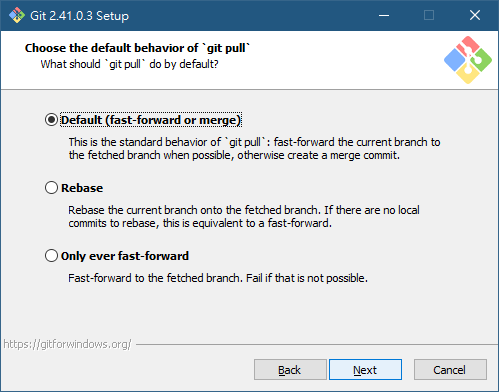 Git 2.41.0.3 Setup
Choose the default behavior of `git pull`
What should `git pull` do by default?
Default (fast-forward or merge)
This is the standard behavior of `git pull`: fast-forward the current branch to
the fetched branch when possible, otherwise create a merge commit.
Rebase
Rebase the current branch onto the fetched branch. If there are no local
commits to rebase, this is equivalent to a fast-forward.
Only ever fast-forward
Fast-forward to the fetched branch. Fail if that is not possible.
https://gitforwindows.org/
Back Next Cancel